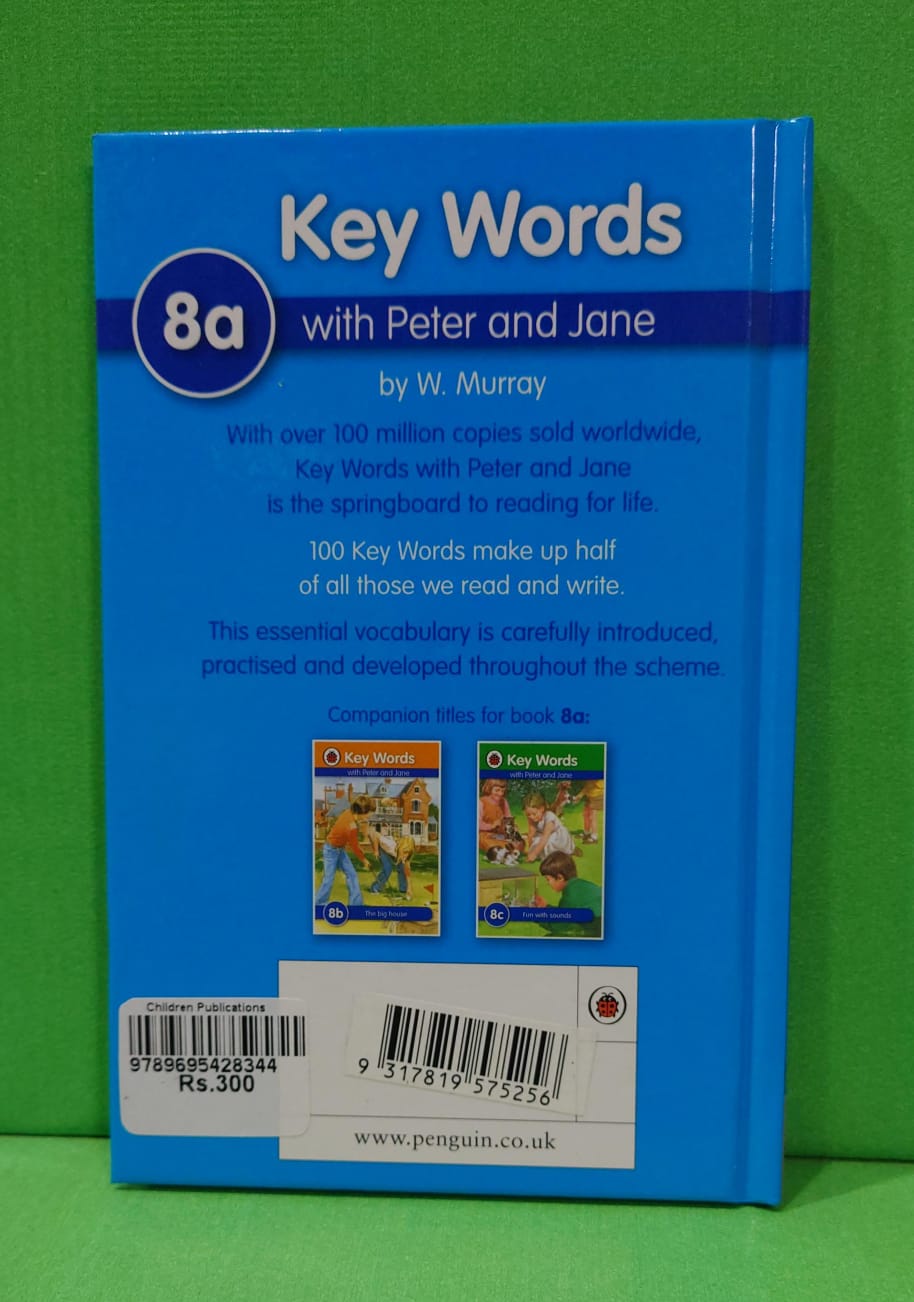 Key Words
8a
with Peter and Jane
by W. Murray
With over 100 million copies sold worldwide,
Key Words with Peter and Jane
is the springboard to reading for life.
100 Key Words make up half
of all those we read and write.
This essential vocabulary is carefully introduced,
practised and developed throughout the scheme.
Companion titles for book 8a:
Key Words
with Peter and Jane
8b
The big house
Key Words
with Peter and Jane
8c
Fun with sounds
Children Publications
9789695428344
Rs.300
9 317819 575256
www.penguin.co.uk